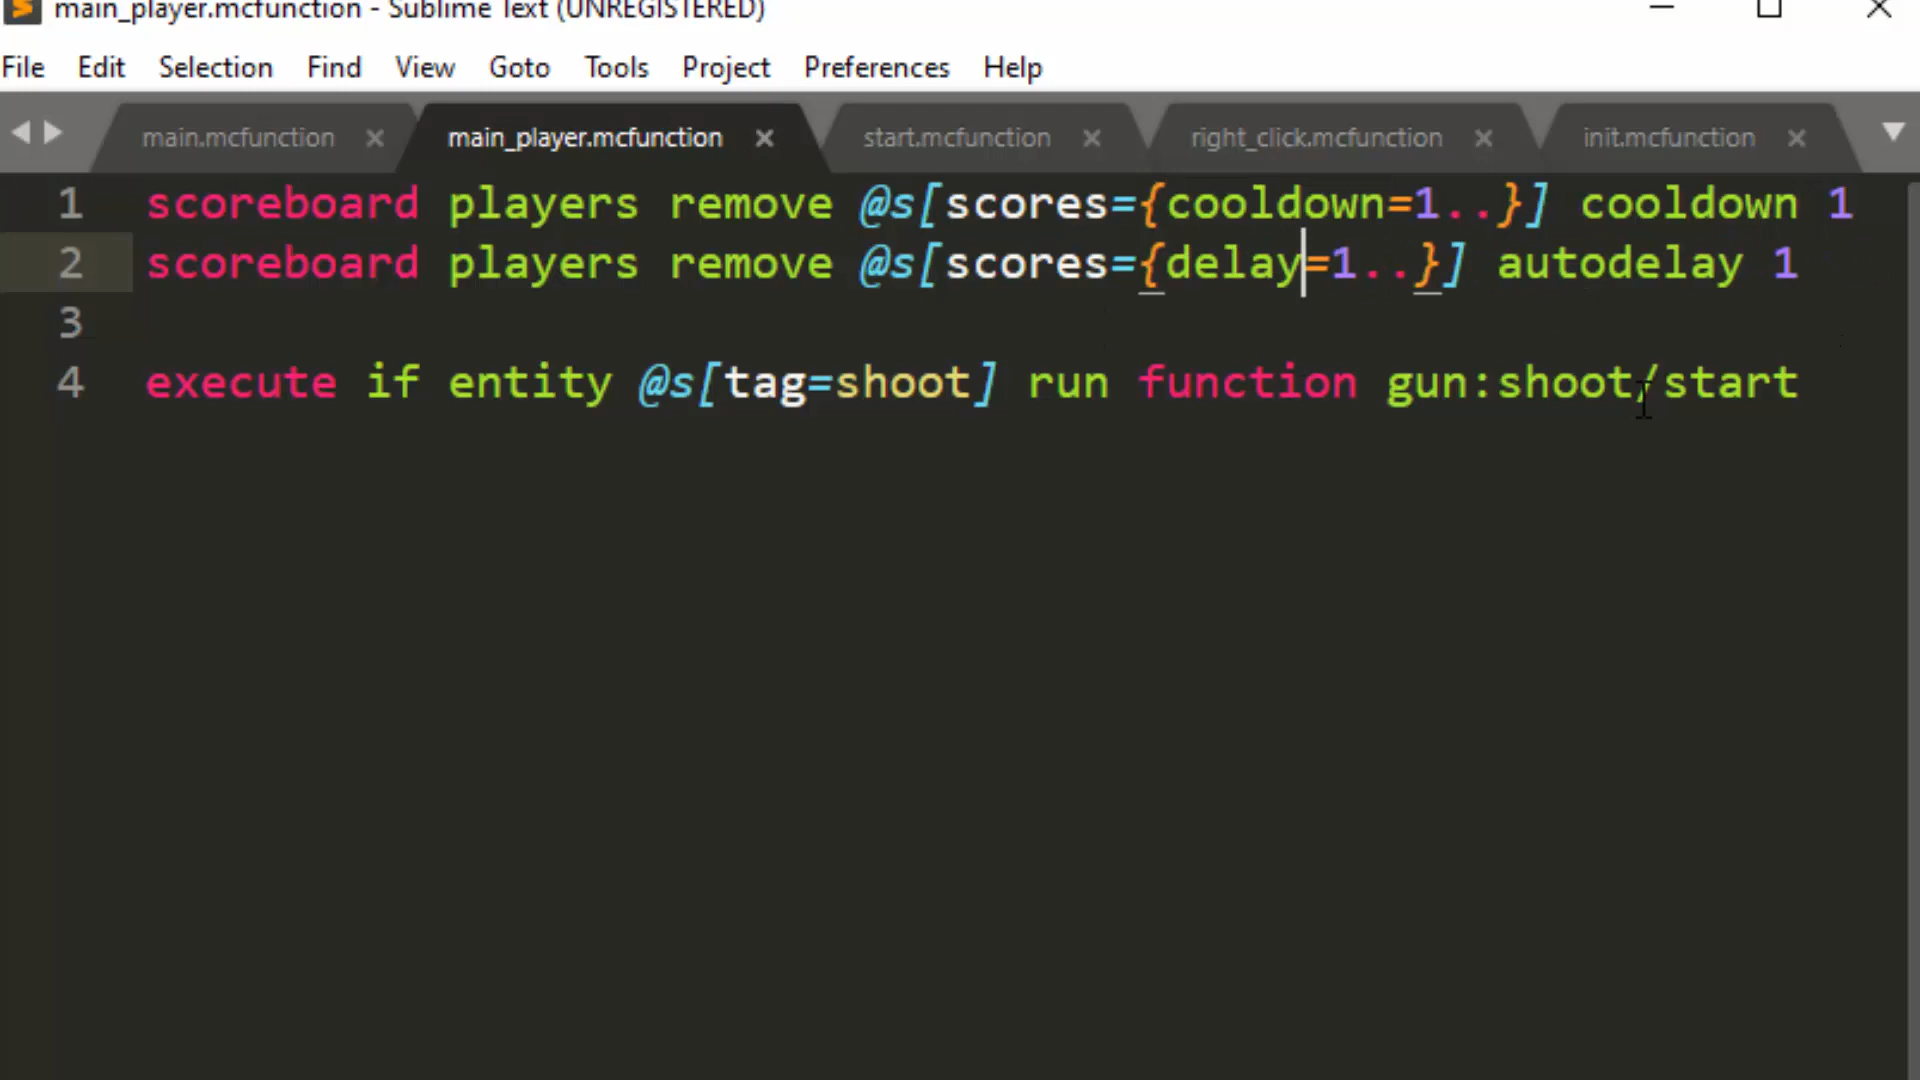 main_player.mcfunction - Sublime Text (UNREGISTERED)
File Edit Selection Find View Goto Tools Project Preferences Help
main.mcfunction main_player.mcfunction start.mcfunction right_click.mcfunction init.mcfunction
1 scoreboard players remove @s[scores={cooldown=1..}] cooldown 1
2 scoreboard players remove @s[scores={delay=1..}] autodelay 1
3
4 execute if entity @s[tag=shoot] run function gun:shoot/start